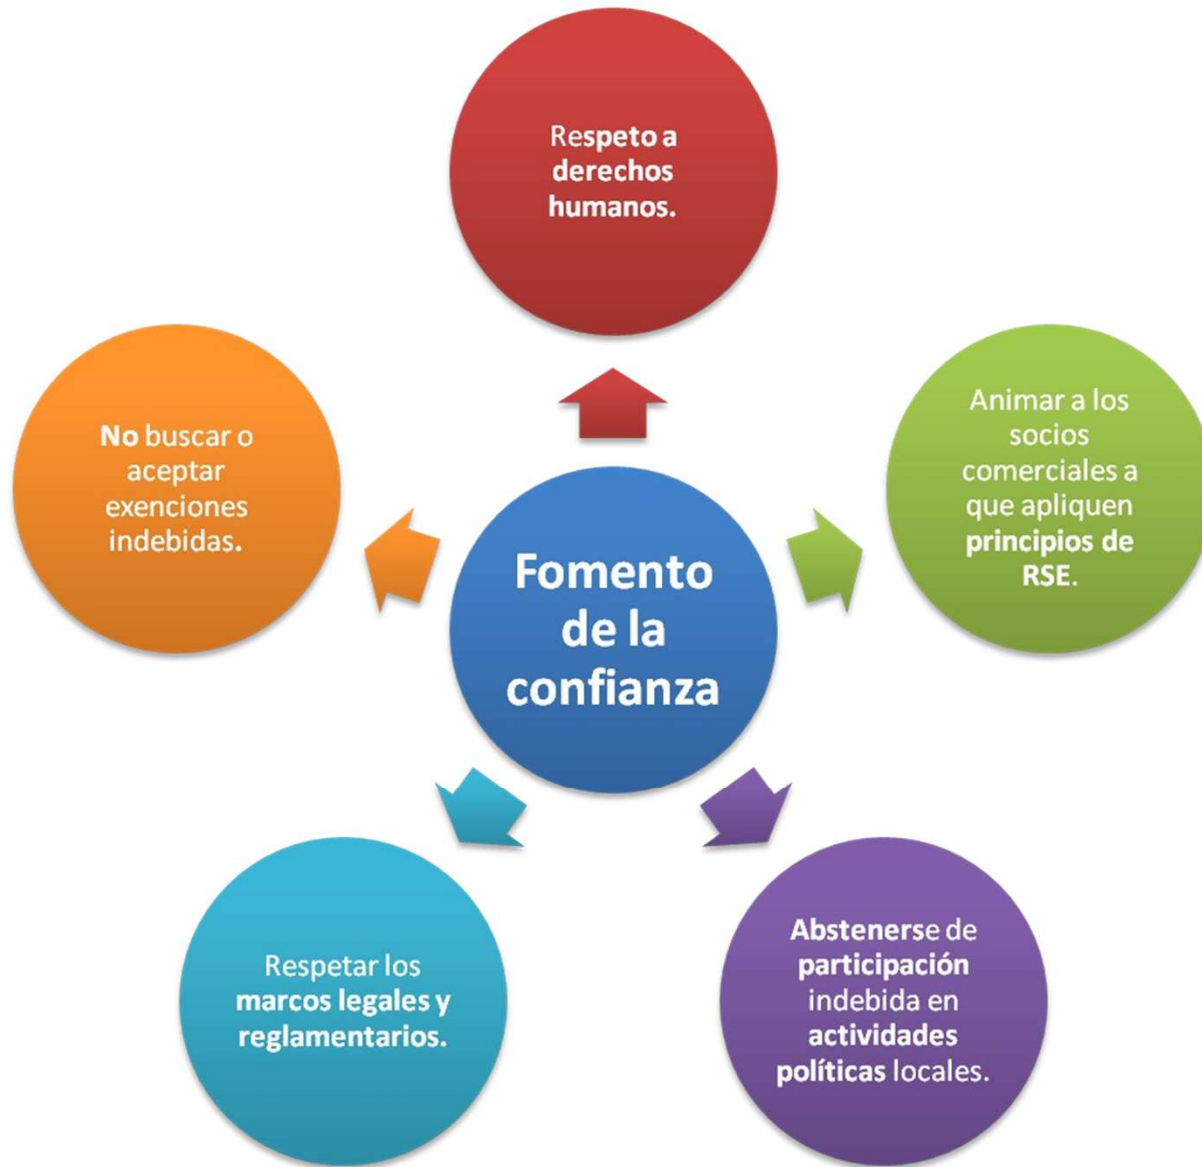 Respeto a
derechos
humanos.
No buscar o
aceptar
exenciones
indebidas.
Animar a los
socios
comerciales a
que apliquen
principios de
RSE.
Fomento
de la
confianza
Respetar los
marcos legales y
reglamentarios.
Abstenerse de
participación
indebida en
actividades
políticas locales.